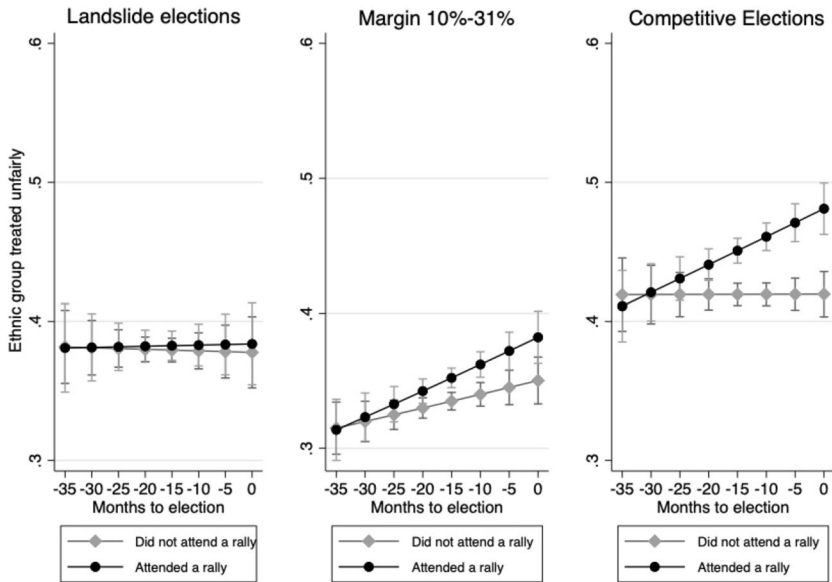 Landslide elections
Margin 10%-31%
Competitive Elections
Ethnic group treated unfairly
.6
.5
.4
.3
-35 -30 -25 -20 -15 -10 -5 0
Months to election
Did not attend a rally
Attended a rally
.6
.5
.4
.3
-35 -30 -25 -20 -15 -10 -5 0
Months to election
Did not attend a rally
Attended a rally
.6
.5
.4
.3
-35 -30 -25 -20 -15 -10 -5 0
Months to election
Did not attend a rally
Attended a rally